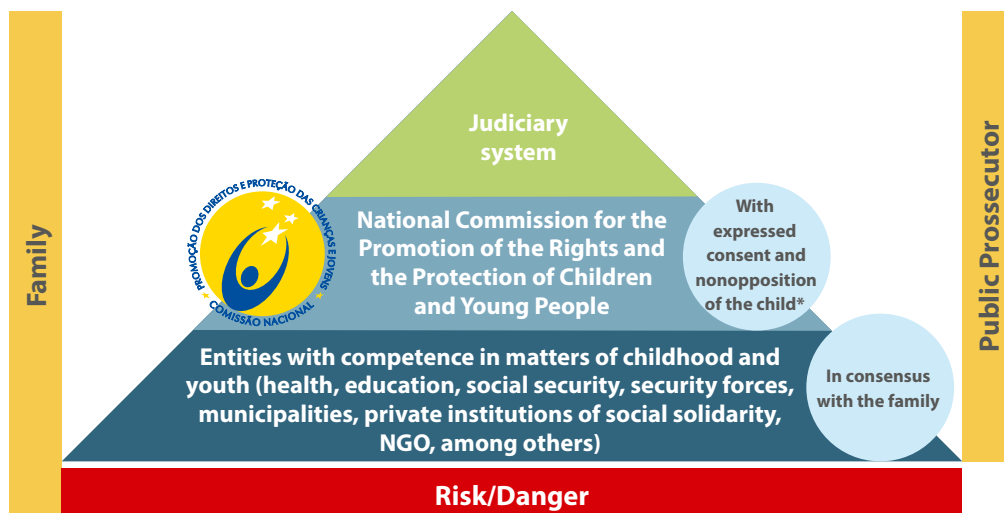 Family
Judiciary
system
PROMOÇÃO DOS DIREITOS E PROTEÇÃO DAS CRIANÇAS E JOVENS
COMISSÃO NACIONAL
National Commission for the
Promotion of the Rights and
the Protection of Children
and Young People
With
expressed
consent and
nonopposition
of the child*
Entities with competence in matters of childhood and
youth (health, education, social security, security forces,
municipalities, private institutions of social solidarity,
NGO, among others)
In consensus
with the family
Public Prossecutor
Risk/Danger